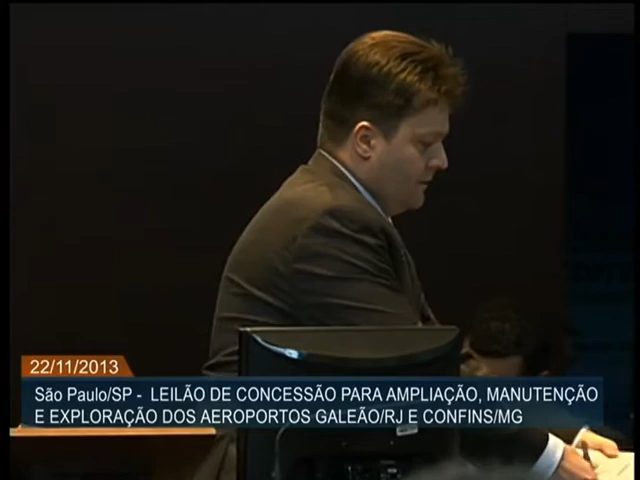 22/11/2013
São Paulo/SP - LEILÃO DE CONCESSÃO PARA AMPLIAÇÃO, MANUTENÇÃO
E EXPLORAÇÃO DOS AEROPORTOS GALEÃO/RJ E CONFINS/MG